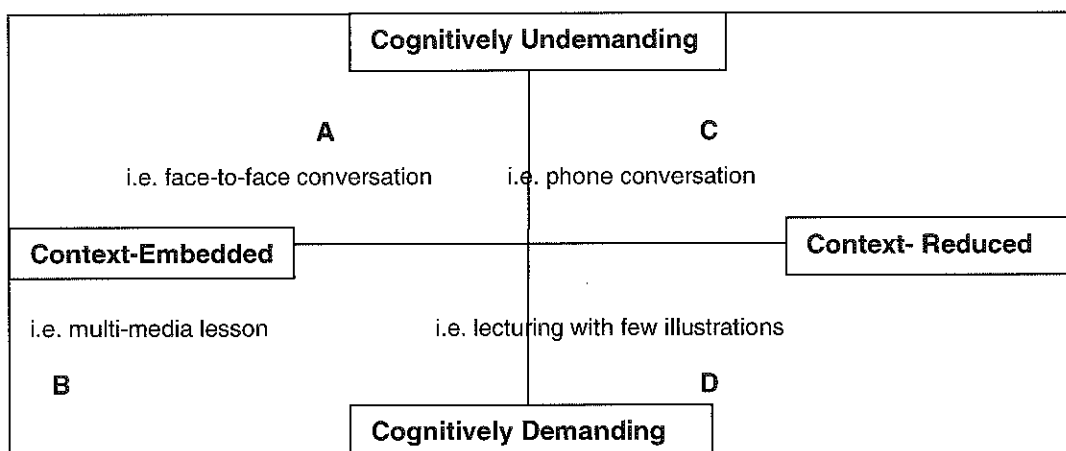 Cognitively Undemanding
A
C
i.e. face-to-face conversation
i.e. phone conversation
Context-Embedded
Context- Reduced
i.e. multi-media lesson
i.e. lecturing with few illustrations
B
D
Cognitively Demanding